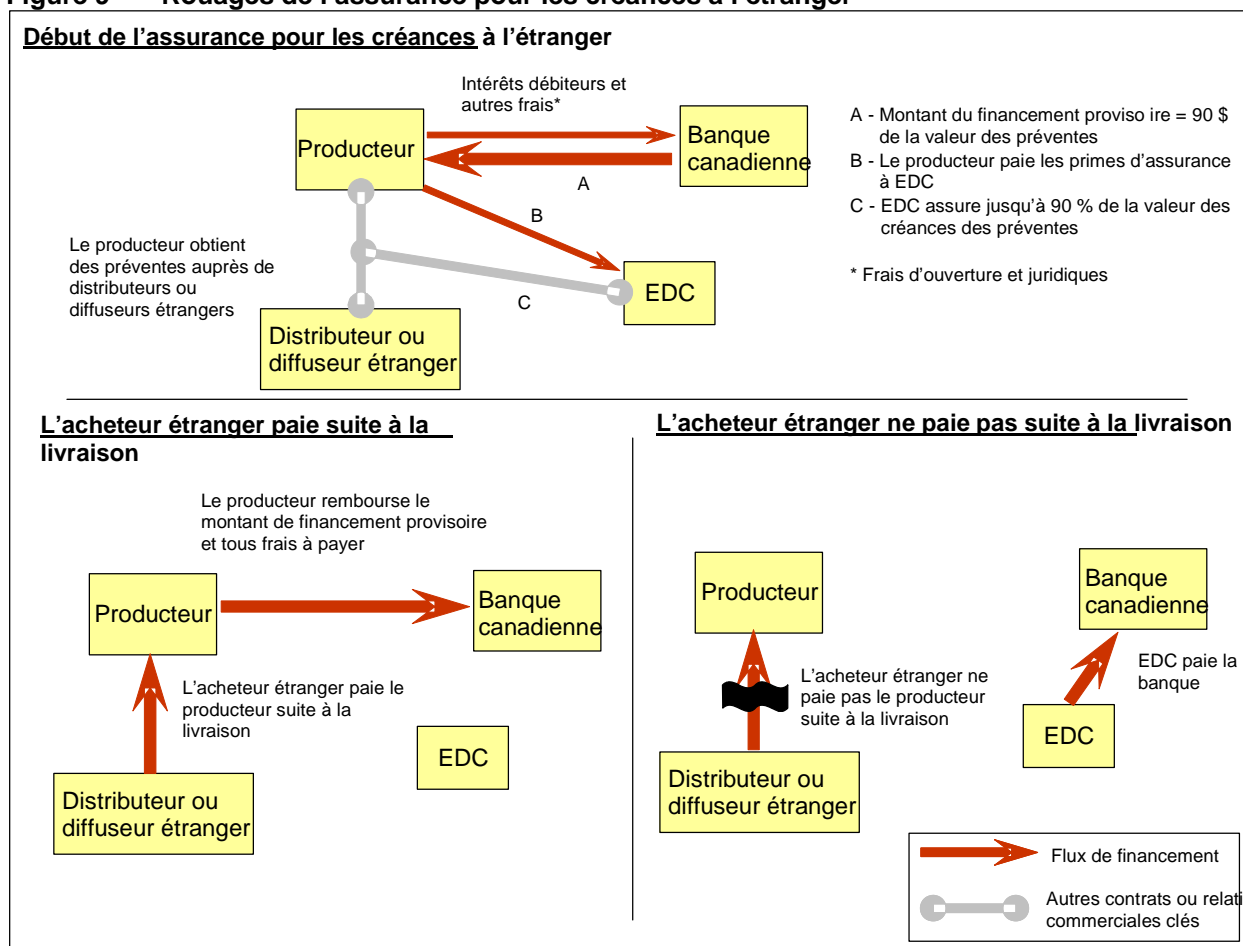 Début de l'assurance pour les créances à l'étranger
Intérêts débiteurs et
autres frais*
Producteur
Banque
canadienne
A
B
C
EDC
Le producteur obtient
des préventes auprès de
distributeurs ou
diffuseurs étrangers
Distributeur ou
diffuseur étranger
A - Montant du financement proviso ire = 90 $
de la valeur des préventes
B - Le producteur paie les primes d'assurance
à EDC
C - EDC assure jusqu'à 90 % de la valeur des
créances des préventes
* Frais d'ouverture et juridiques
L'acheteur étranger paie suite à la
livraison
Le producteur rembourse le
montant de financement provisoire
et tous frais à payer
Producteur
Banque
canadienne
L'acheteur étranger paie le
producteur suite à la
livraison
EDC
Distributeur ou
diffuseur étranger
L'acheteur étranger ne paie pas suite à la livraison
Producteur
Banque
canadienne
L'acheteur étranger ne
paie pas le producteur
suite à la livraison
EDC paie la
banque
EDC
Distributeur ou
diffuseur étranger
Flux de financement
Autres contrats ou relati
commerciales clés